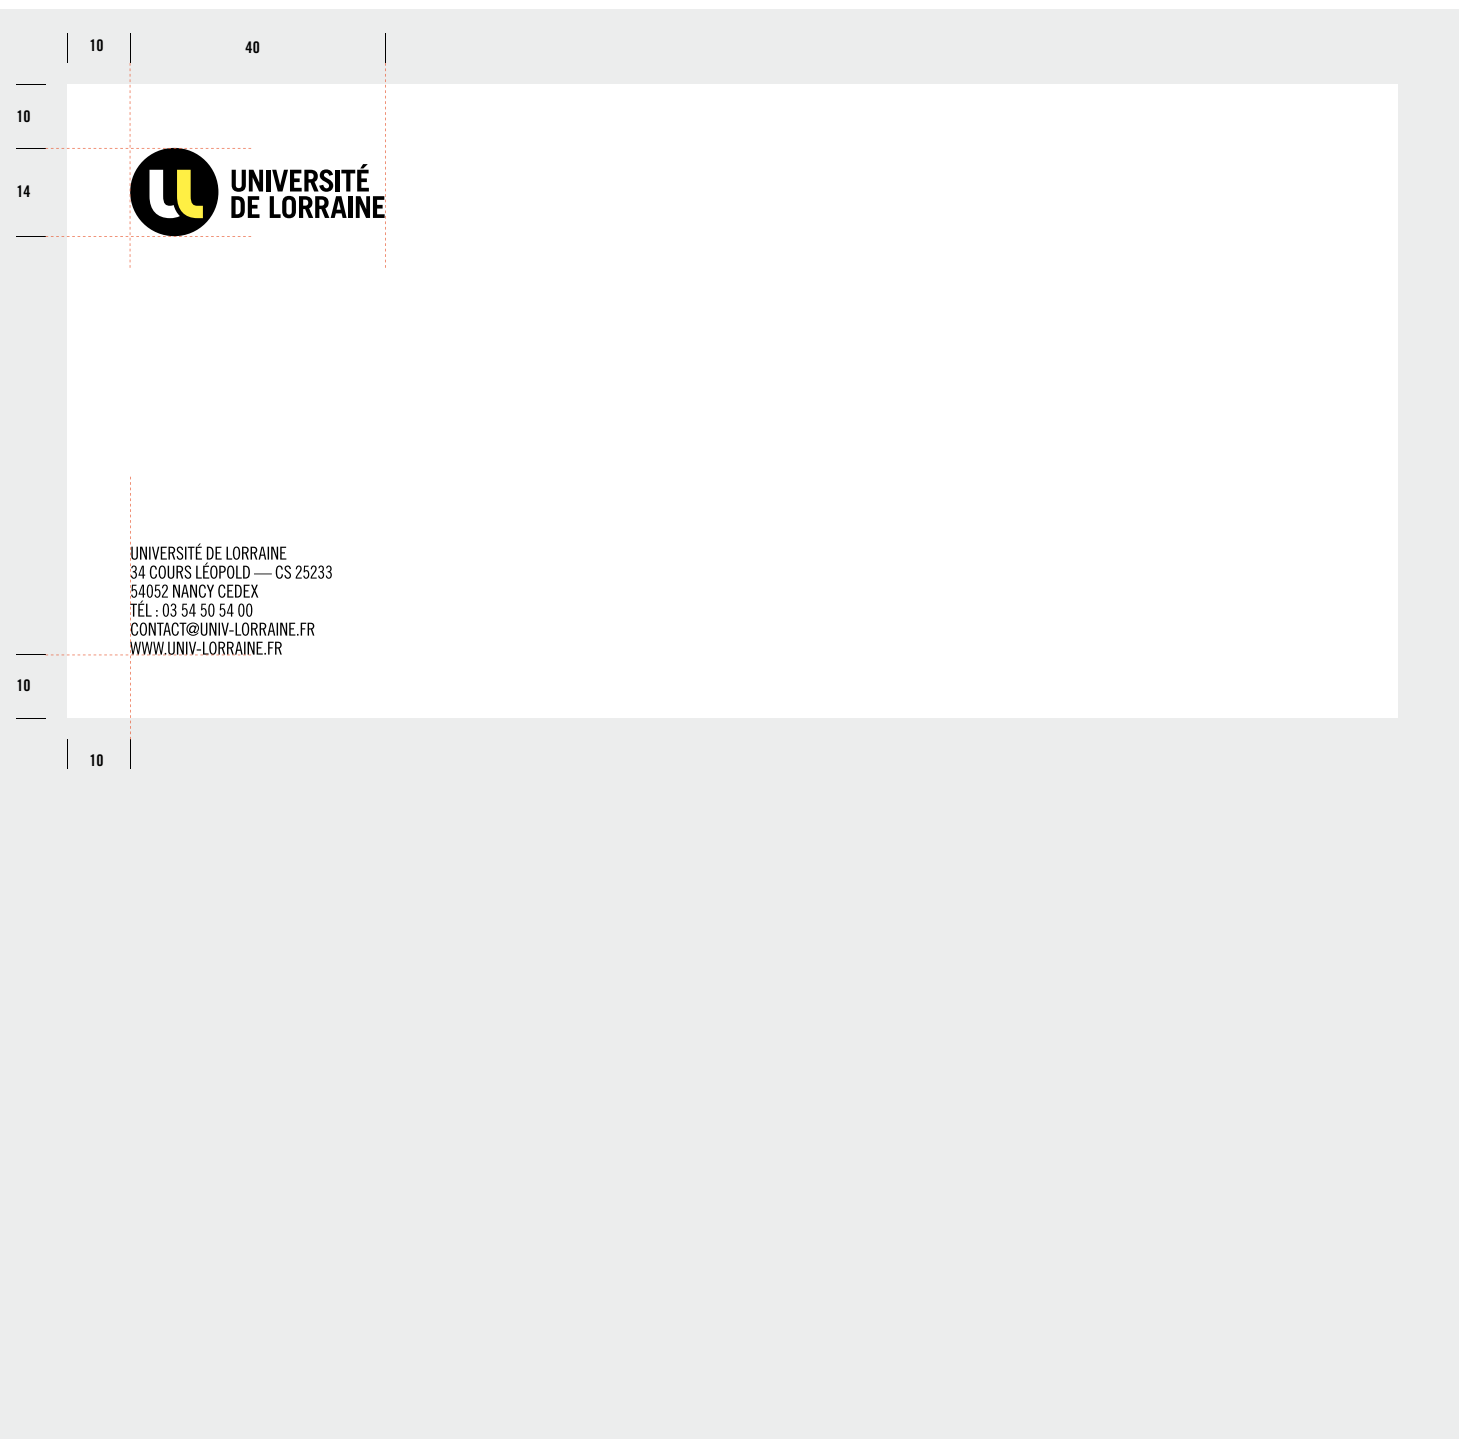 10
40
10
14
UNIVERSITÉ
DE LORRAINE
UNIVERSITÉ DE LORRAINE
34 COURS LÉOPOLD — CS 25233
54052 NANCY CEDEX
TÉL : 03 54 50 54 00
CONTACT@UNIV-LORRAINE.FR
WWW.UNIV-LORRAINE.FR
10
10